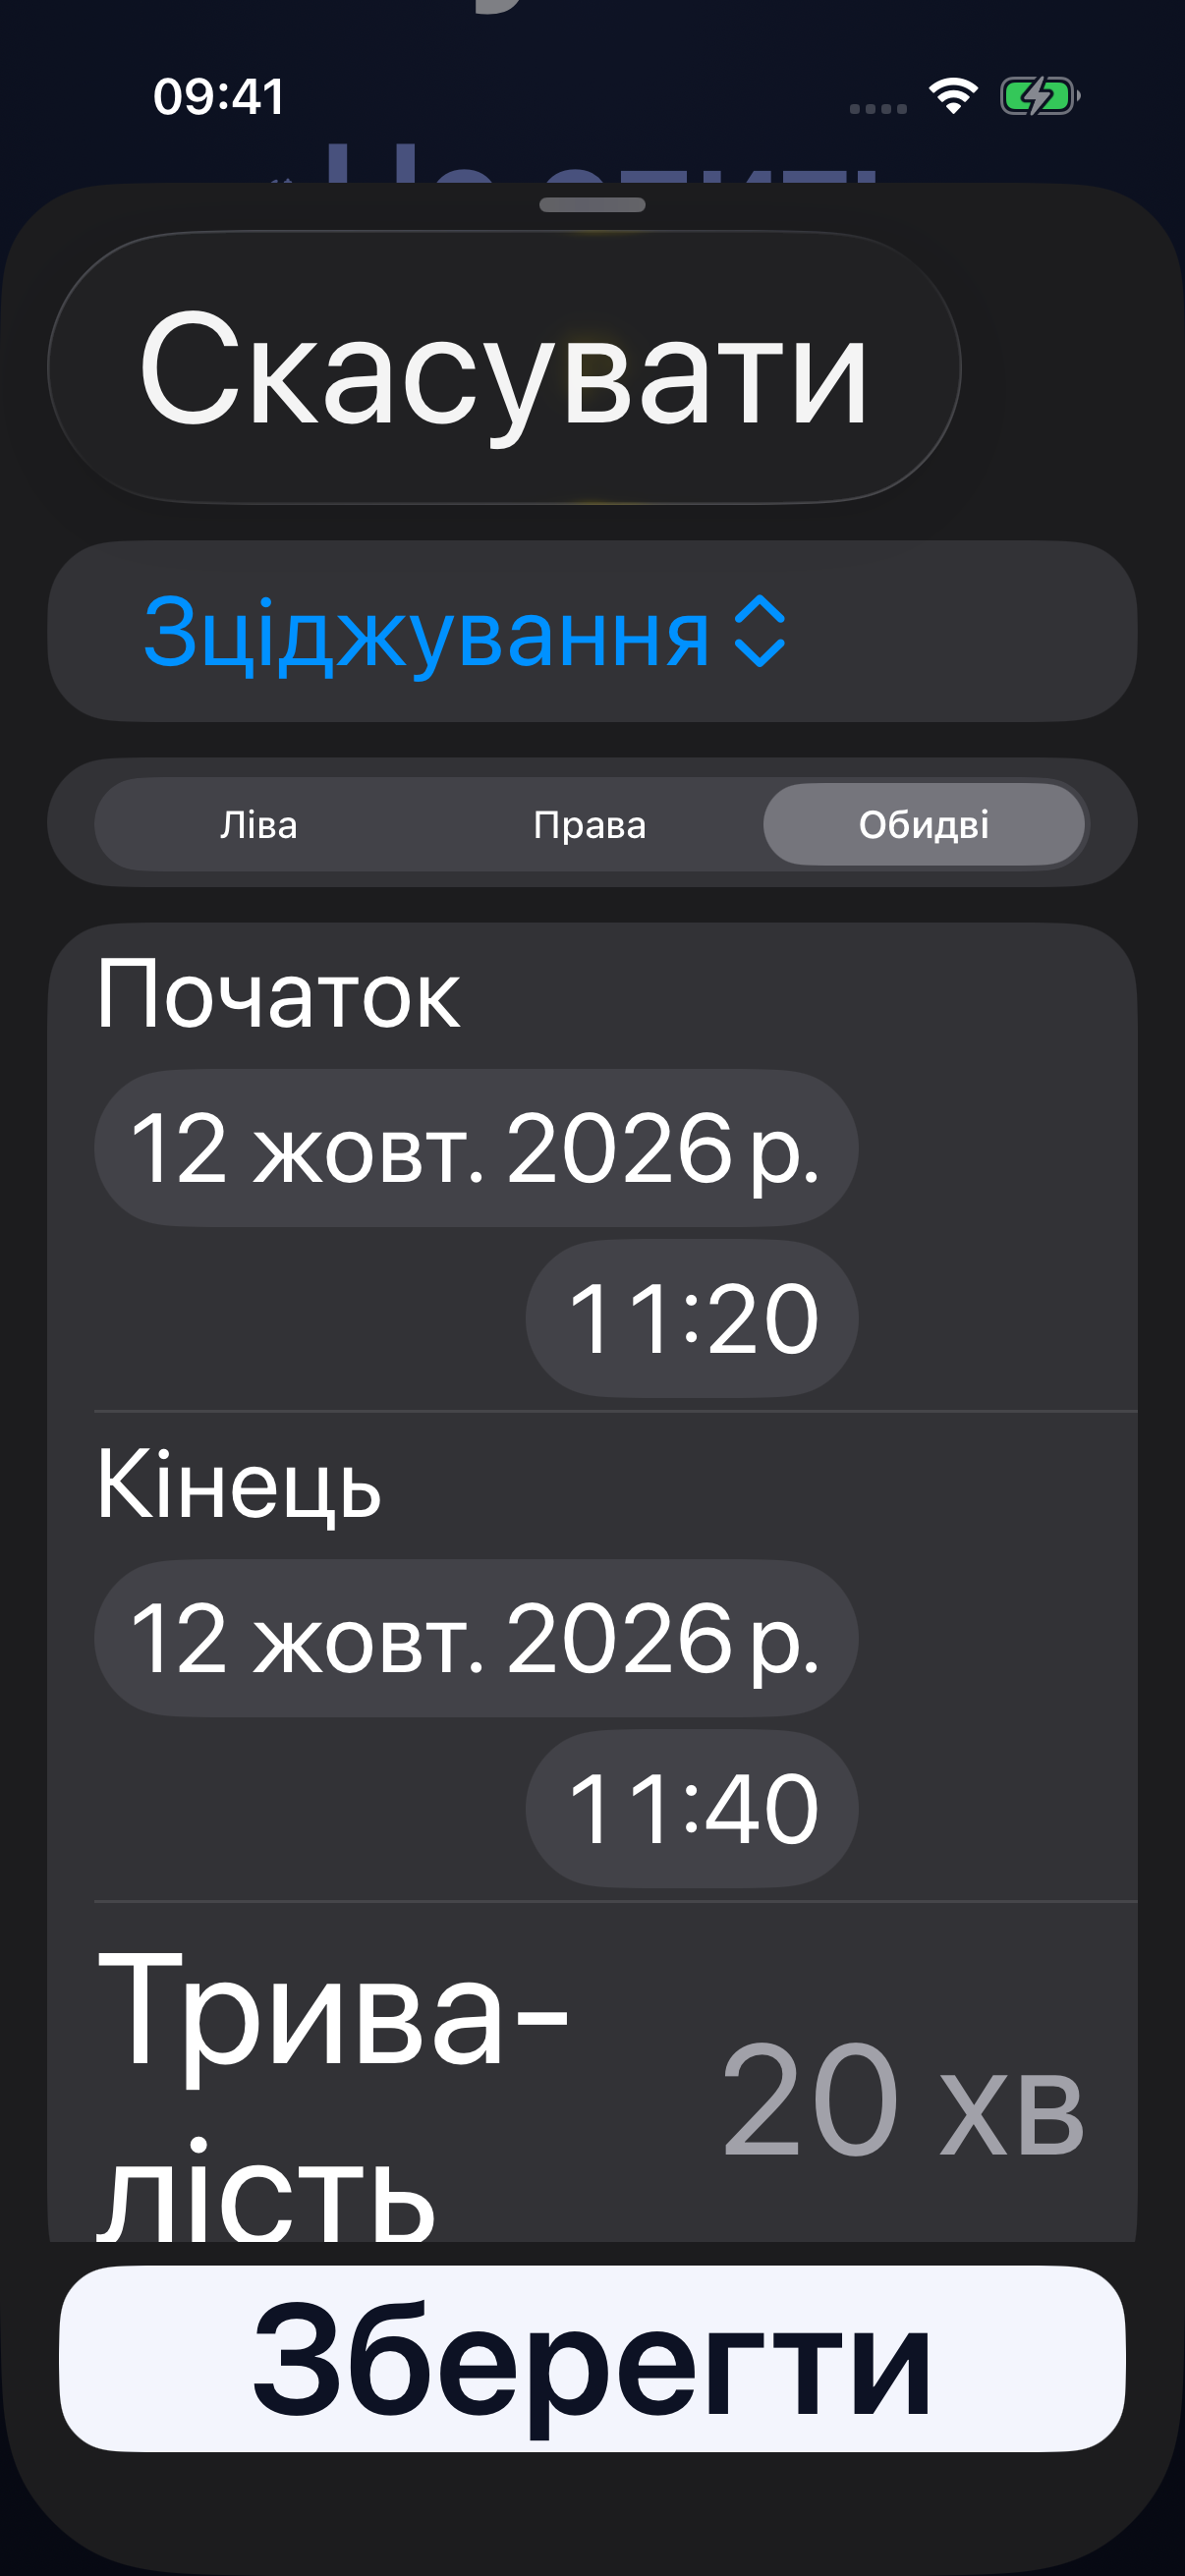 09:41
Скасувати
Зціджування
Ліва
Права
Обидві
Початок
12 жовт. 2026 р.
11:20
Кінець
12 жовт. 2026 р.
11:40
Трива-
лість
20 хв
Зберегти